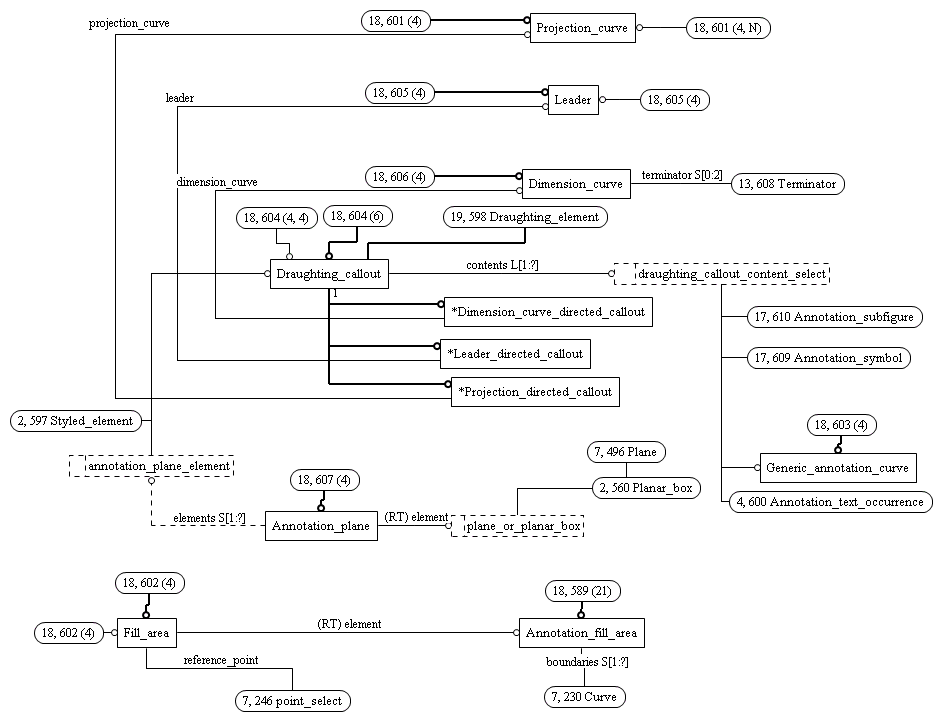 18, 601 (4)
projection_curve
Projection_curve
18, 601 (4, N)
18, 605 (4)
leader
Leader
18, 605 (4)
18, 606 (4)
dimension_curve
Dimension_curve
terminator S[0:2]
13, 608 Terminator
18, 604 (4, 4)
18, 604 (6)
19, 598 Draughting_element
Draughting_callout
contents L[1:?]
draughting_callout_content_select
1
*Dimension_curve_directed_callout
17, 610 Annotation_subfigure
*Leader_directed_callout
17, 609 Annotation_symbol
*Projection_directed_callout
2, 597 Styled_element
18, 603 (4)
7, 496 Plane
annotation_plane_element
Generic_annotation_curve
18, 607 (4)
2, 560 Planar_box
4, 600 Annotation_text_occurrence
elements S[1:?]
Annotation_plane
(RT) element
plane_or_planar_box
18, 602 (4)
18, 589 (21)
18, 602 (4)
Fill_area
(RT) element
Annotation_fill_area
reference_point
boundaries S[1:?]
7, 246 point_select
7, 230 Curve